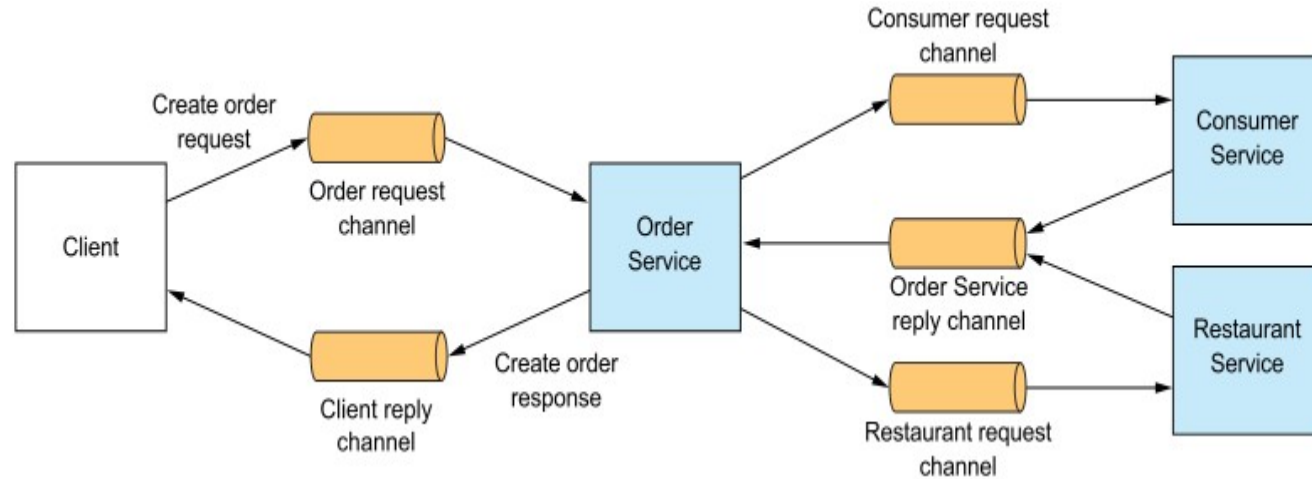 Client
Create order
request
Order request
channel
Client reply
channel
Create order
response
Order
Service
Consumer request
channel
Order Service
reply channel
Restaurant request
channel
Consumer
Service
Restaurant
Service